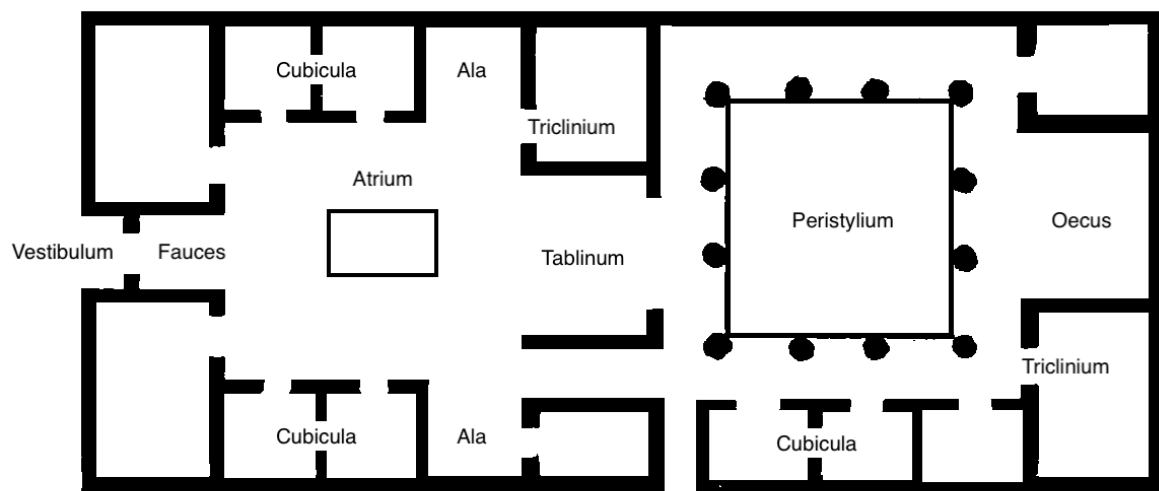 Cubicula
Ala
Triclinium
Atrium
Peristylium
Oecus
Vestibulum
Fauces
Tablinum
Triclinium
Cubicula
Ala
Cubicula